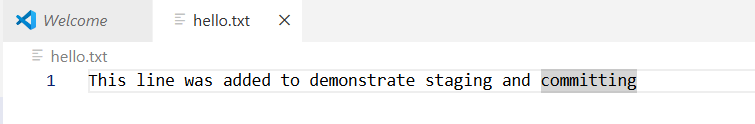 Welcome hello.txt
hello.txt
1 This line was added to demonstrate staging and committing